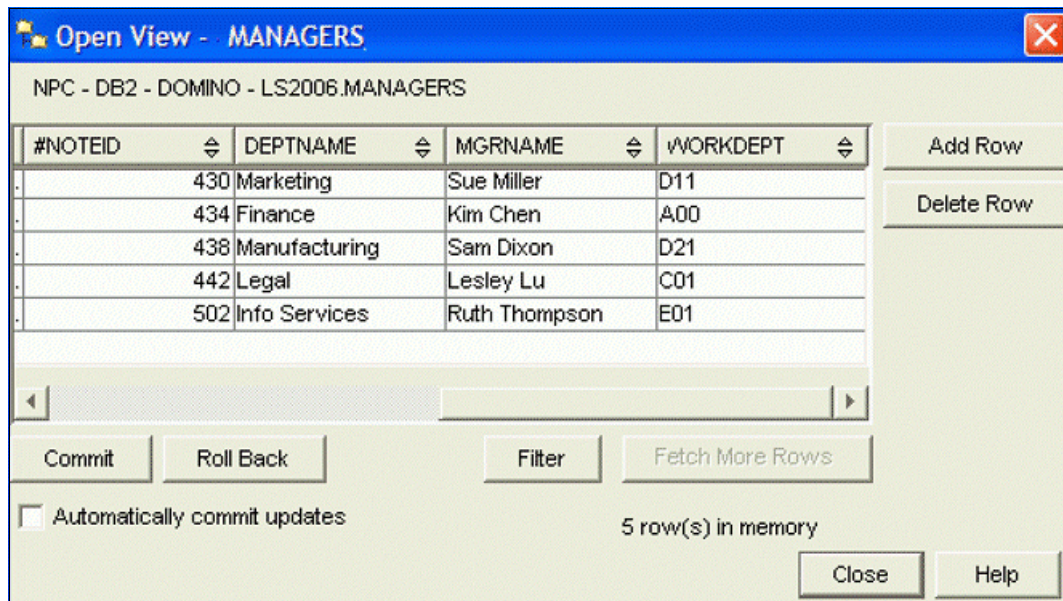 Open View - MANAGERS
NPC - DB2 - DOMINO - LS2006.MANAGERS
#NOTEID DEPTNAME MGRNAME WORKDEPT
430 Marketing Sue Miller D11
434 Finance Kim Chen A00
438 Manufacturing Sam Dixon D21
442 Legal Lesley Lu C01
502 Info Services Ruth Thompson E01
Add Row
Delete Row
Commit Roll Back Filter Fetch More Rows
Automatically commit updates
5 row(s) in memory
Close Help